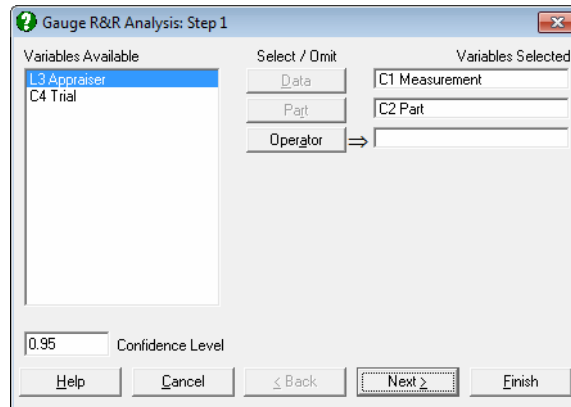 Gauge R&R Analysis: Step 1
Variables Available
Select / Omit
Variables Selected
L3 Appraiser
C4 Trial
Data
C1 Measurement
Part
C2 Part
Operator
0.95
Confidence Level
Help
Cancel
< Back
Next >
Finish